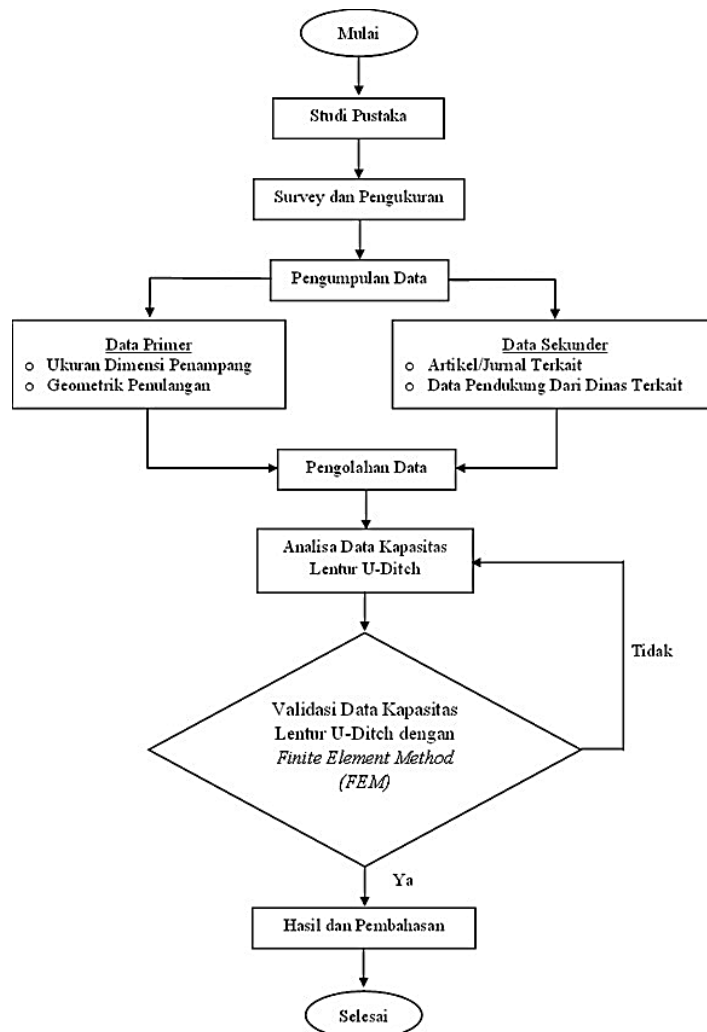 Mulai
Studi Pustaka
Survey dan Pengukuran
Pengumpulan Data
Data Primer
o Ukuran Dimensi Penampang
o Geometrik Penulangan
Data Sekunder
o Artikel/Jurnal Terkait
o Data Pendukung Dari Dinas Terkait
Pengolahan Data
Analisa Data Kapasitas
Lentur U-Ditch
Tidak
Validasi Data Kapasitas
Lentur U-Ditch dengan
Finite Element Method
(FEM)
Ya
Hasil dan Pembahasan
Selesai